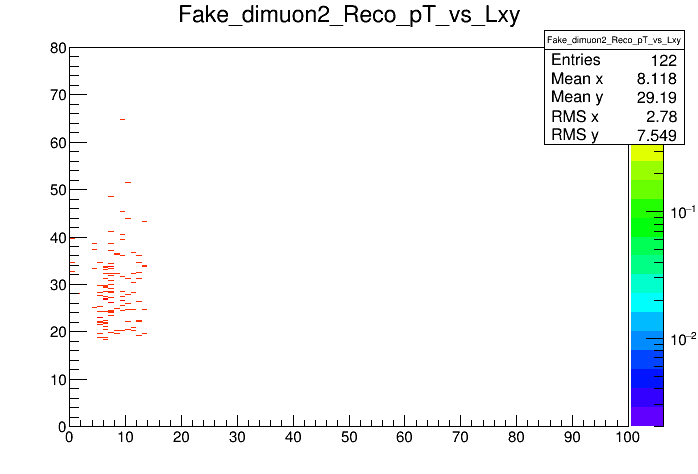 Fake_dimuon2_Reco_pT_vs_Lxy
Fake_dimuon2_Reco_pT_vs_Lxy
Entries 122
Mean x 8.118
Mean y 29.19
RMS x 2.78
RMS y 7.549
80
70
60
50
40
30
20
10
0
0 10 20 30 40 50 60 70 80 90 100
10⁻¹
10⁻²